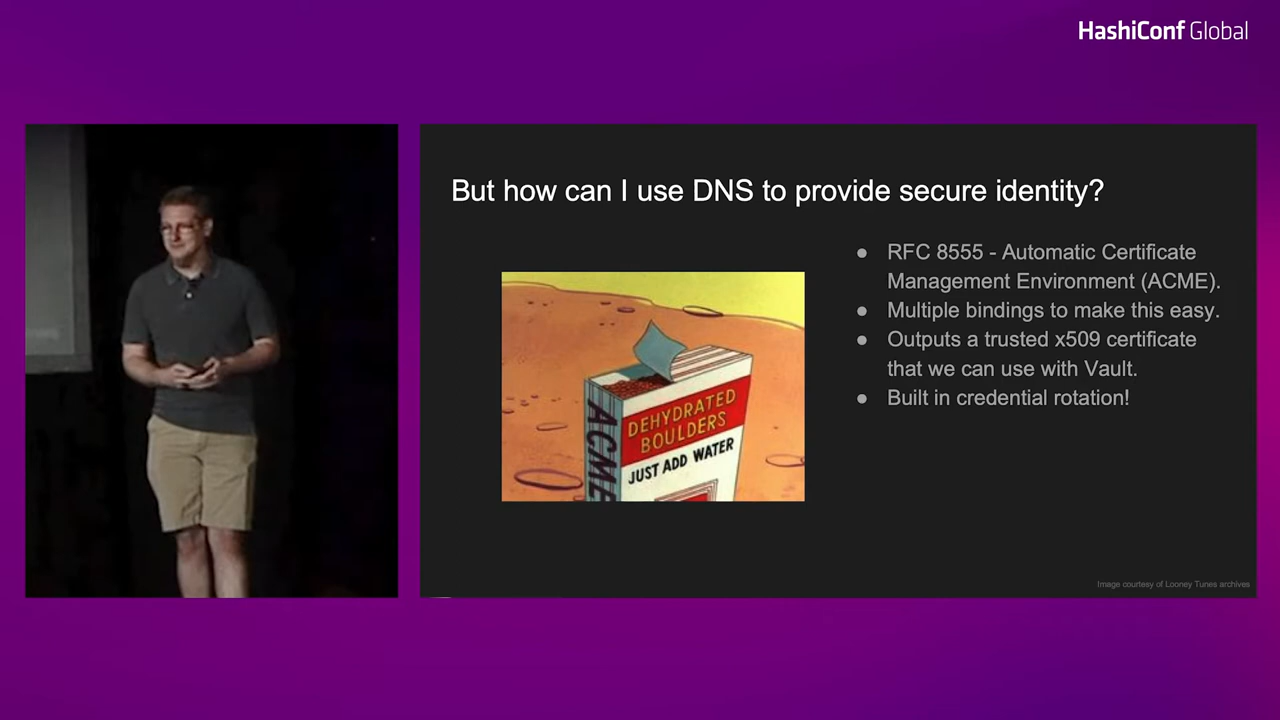 HashiConf Global
But how can I use DNS to provide secure identity?
● RFC 8555 - Automatic Certificate
Management Environment (ACME).
● Multiple bindings to make this easy.
● Outputs a trusted x509 certificate
that we can use with Vault.
● Built in credential rotation!
ACME
DEHYDRATED
BOULDERS
JUST ADD WATER
Image courtesy of Looney Tunes archives